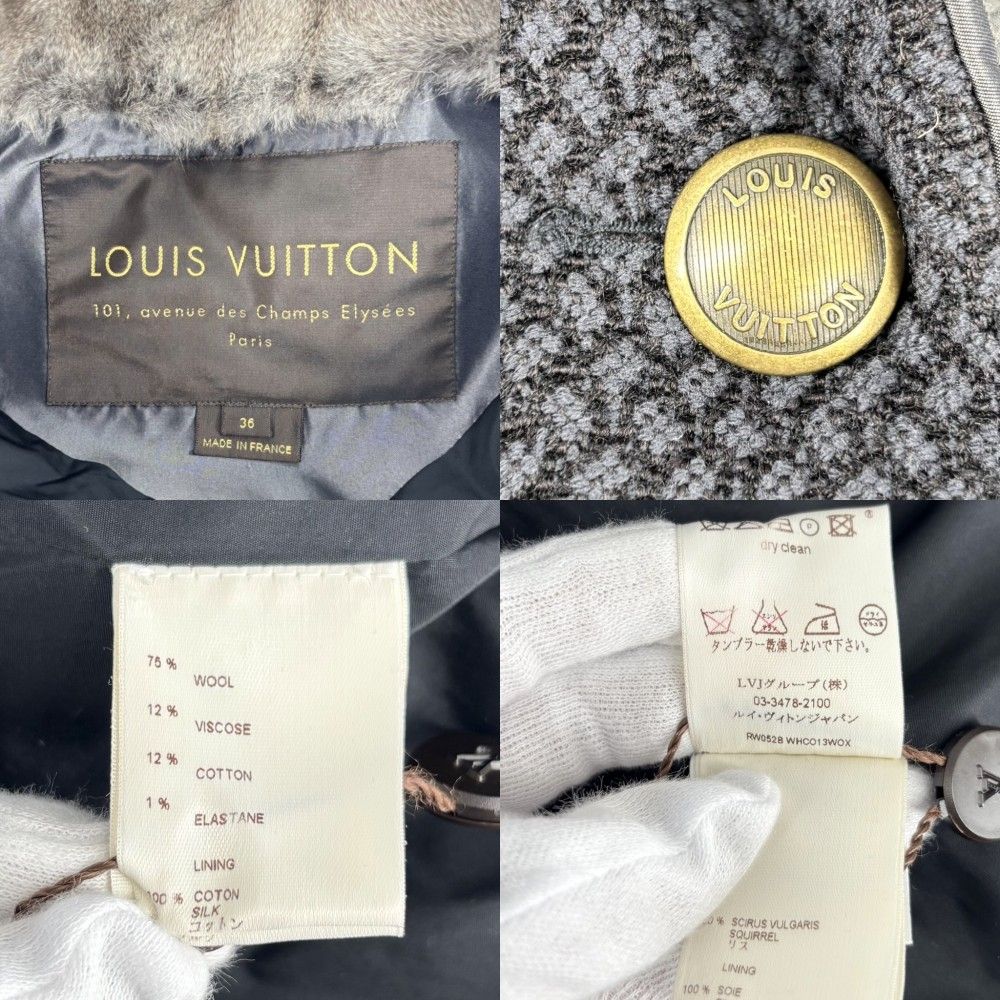 LOUIS VUITTON
101, avenue des Champs Elysées
Paris
36
MADE IN FRANCE
LOUIS
VUITTON
75 %
WOOL
12 %
VISCOSE
12 %
COTTON
1 %
ELASTANE
LINING
100 % COTON
SILK
コットン
dry clean
タンブラー乾燥しないで下さい。
LVJグループ(株)
03-3478-2100
ルイ・ヴィトンジャパン
RW052B WHCO13WOX
% SCIRUS VULGARIS
SQUIRREL
リス
LINING
100 % SOIE